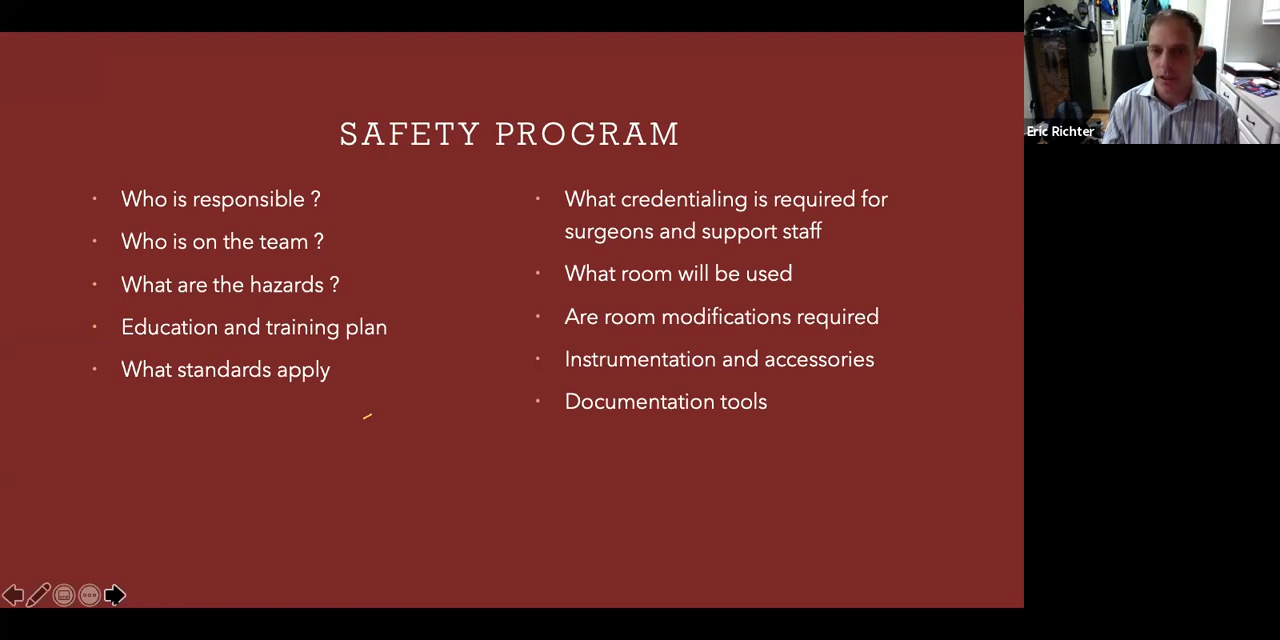 SAFETY PROGRAM
Who is responsible ?
Who is on the team ?
What are the hazards ?
Education and training plan
What standards apply
What credentialing is required for
surgeons and support staff
What room will be used
Are room modifications required
Instrumentation and accessories
Documentation tools
Eric Richter